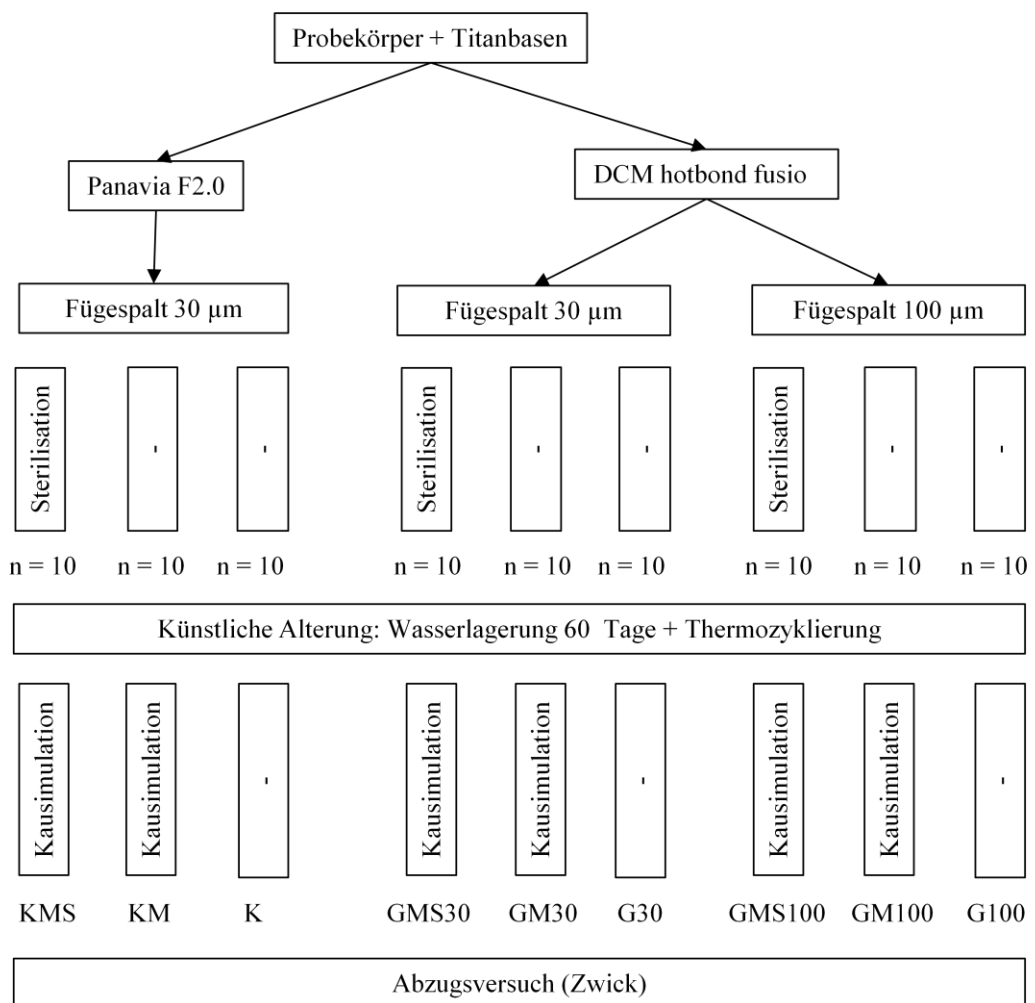 Probekörper + Titanbasen
Panavia F2.0
DCM hotbond fusio
Fügespalt 30 µm
Fügespalt 30 µm
Fügespalt 100 µm
Sterilisation
-
-
Sterilisation
-
-
Sterilisation
-
-
n = 10
n = 10
n = 10
n = 10
n = 10
n = 10
n = 10
n = 10
n = 10
Künstliche Alterung: Wasserlagerung 60 Tage + Thermozyklierung
Kausimulation
Kausimulation
-
Kausimulation
Kausimulation
-
Kausimulation
Kausimulation
-
KMS
KM
K
GMS30
GM30
G30
GMS100
GM100
G100
Abzugsversuch (Zwick)